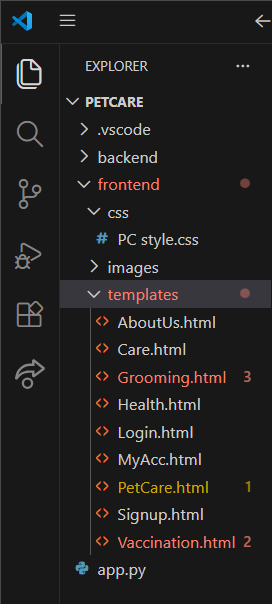 EXPLORER ...
PETCARE
.vscode
backend
frontend
css
# PC style.css
images
templates
<> AboutUs.html
<> Care.html
<> Grooming.html 3
<> Health.html
<> Login.html
<> MyAcc.html
<> PetCare.html 1
<> Signup.html
<> Vaccination.html 2
app.py